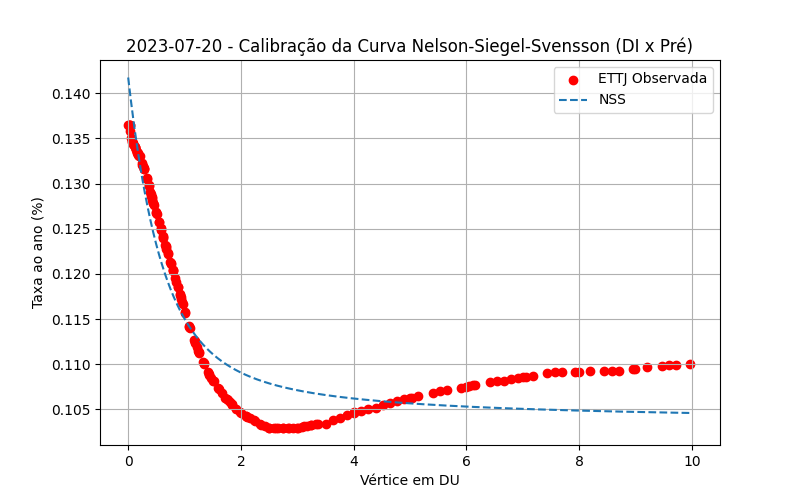 2023-07-20 - Calibração da Curva Nelson-Siegel-Svensson (DI x Pré)
ETTJ Observada
NSS
Taxa ao ano (%)
0.140
0.135
0.130
0.125
0.120
0.115
0.110
0.105
0 2 4 6 8 10
Vértice em DU